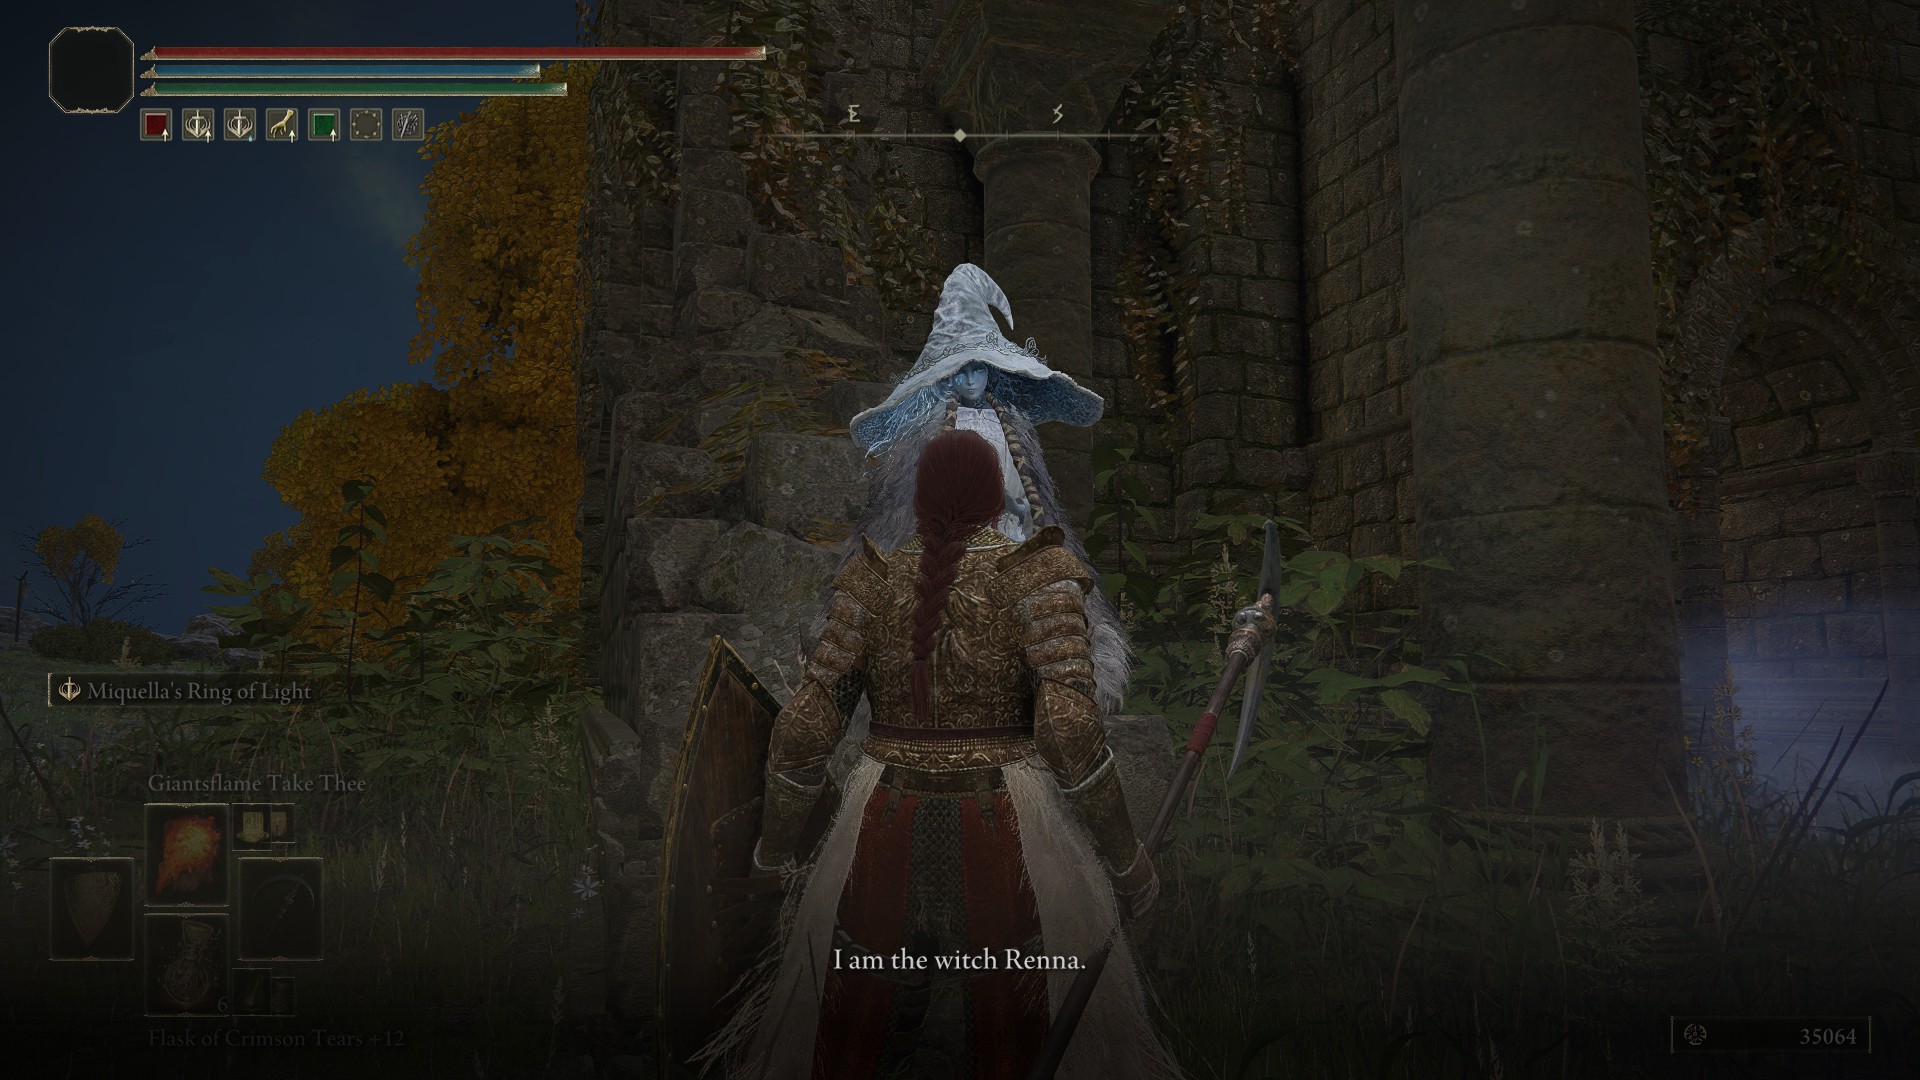 E S
Miquella's Ring of Light
Giantsflame Take Thee
6
Flask of Crimson Tears +12
I am the witch Renna.
35064